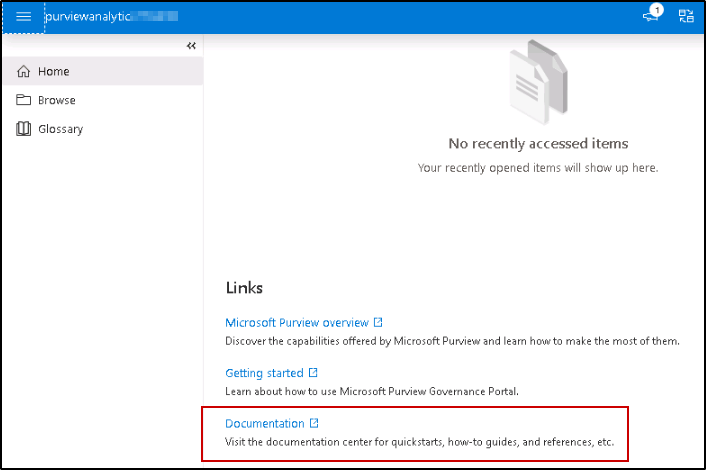 purviewanalytic
1
Home
Browse
Glossary
No recently accessed items
Your recently opened items will show up here.
Links
Microsoft Purview overview
Discover the capabilities offered by Microsoft Purview and learn how to make the most of them.
Getting started
Learn about how to use Microsoft Purview Governance Portal.
Documentation
Visit the documentation center for quickstarts, how-to guides, and references, etc.